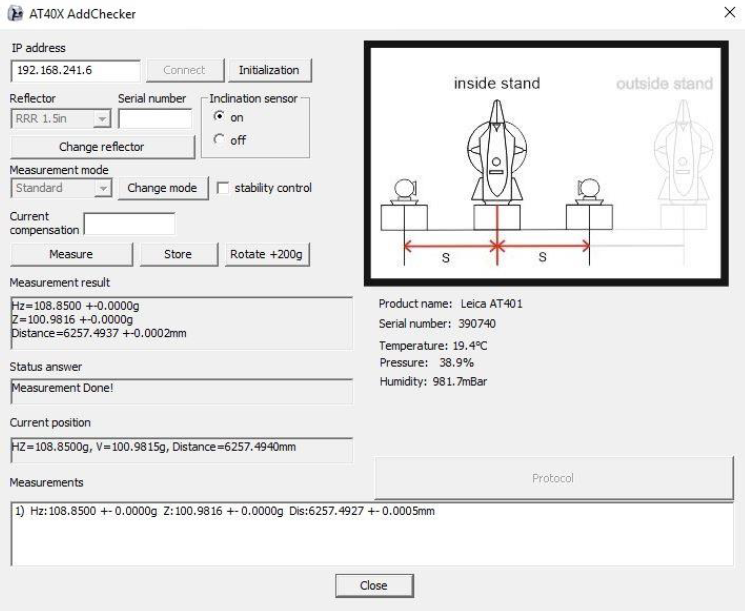 AT40X AddChecker
IP address
192.168.241.6 Connect Initialization
Reflector Serial number Inclination sensor
RRR 1.5in on
off
Change reflector
Measurement mode
Standard Change mode stability control
Current
compensation
Measure Store Rotate +200g
Measurement result
Hz=108.8500 +-0.0000g
Z=100.9816 +-0.0000g
Distance=6257.4937 +-0.0002mm
Status answer
Measurement Done!
Current position
HZ=108.8500g, V=100.9815g, Distance=6257.4940mm
inside stand outside stand
S S
Product name: Leica AT401
Serial number: 390740
Temperature: 19.4°C
Pressure: 38.9%
Humidity: 981.7mBar
Protocol
Measurements
1) Hz:108.8500 +- 0.0000g Z:100.9816 +- 0.0000g Dis:6257.4927 +- 0.0005mm
Close